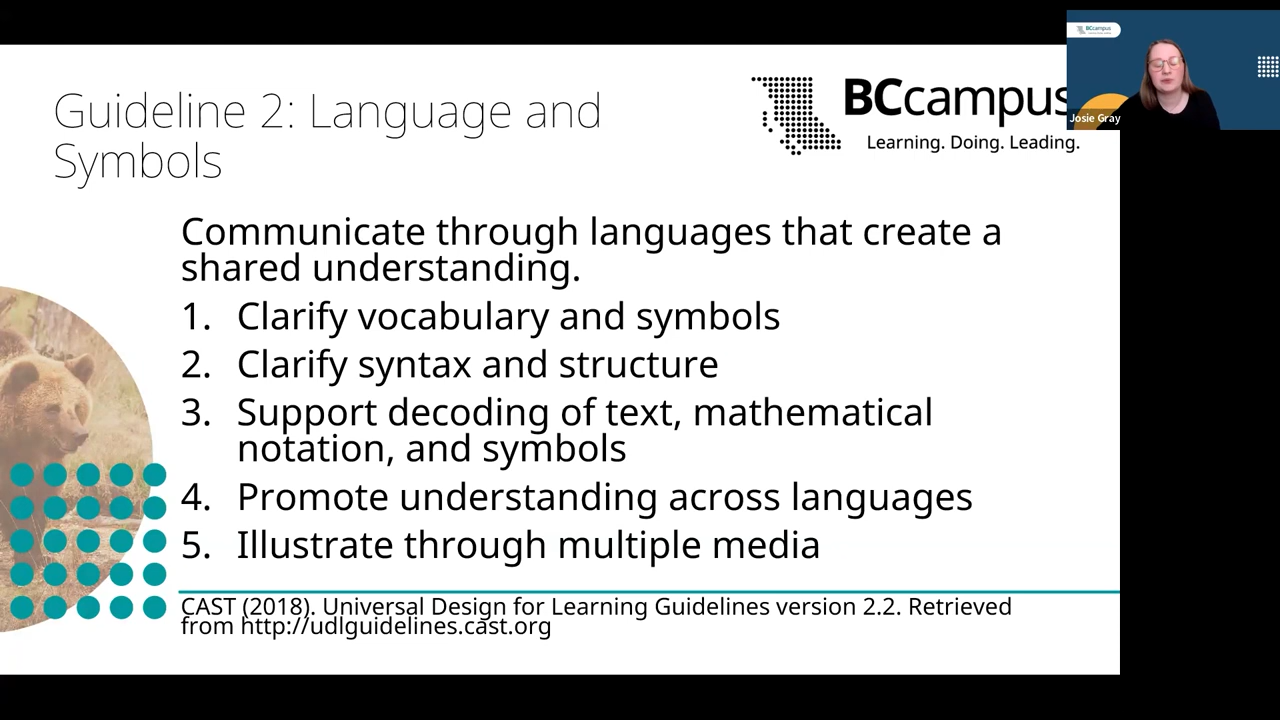 Guideline 2: Language and
Symbols
BCcampus
Learning. Doing. Leading.
BCcampus
Josie Gray
Communicate through languages that create a
shared understanding.
1. Clarify vocabulary and symbols
2. Clarify syntax and structure
3. Support decoding of text, mathematical
notation, and symbols
4. Promote understanding across languages
5. Illustrate through multiple media
CAST (2018). Universal Design for Learning Guidelines version 2.2. Retrieved
from http://udlguidelines.cast.org